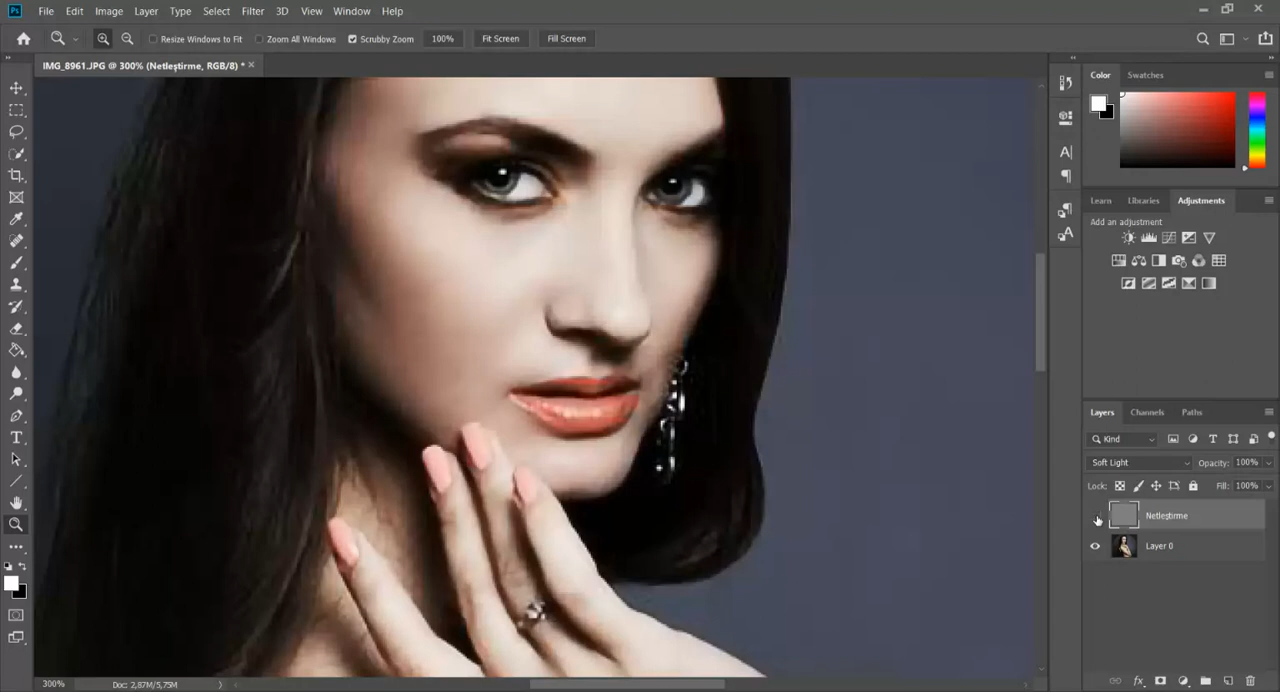 Ps File Edit Image Layer Type Select Filter 3D View Window Help
Resize Windows to Fit Zoom All Windows Scrubby Zoom 100% Fit Screen Fill Screen
IMG_8961.JPG @ 300% (Netleştirme, RGB/8) *
Color Swatches
Learn Libraries Adjustments
Add an adjustment
Layers Channels Paths
Kind
Soft Light Opacity: 100%
Lock: Fill: 100%
Netleştirme
Layer 0
300% Doc: 2,87M/5,75M